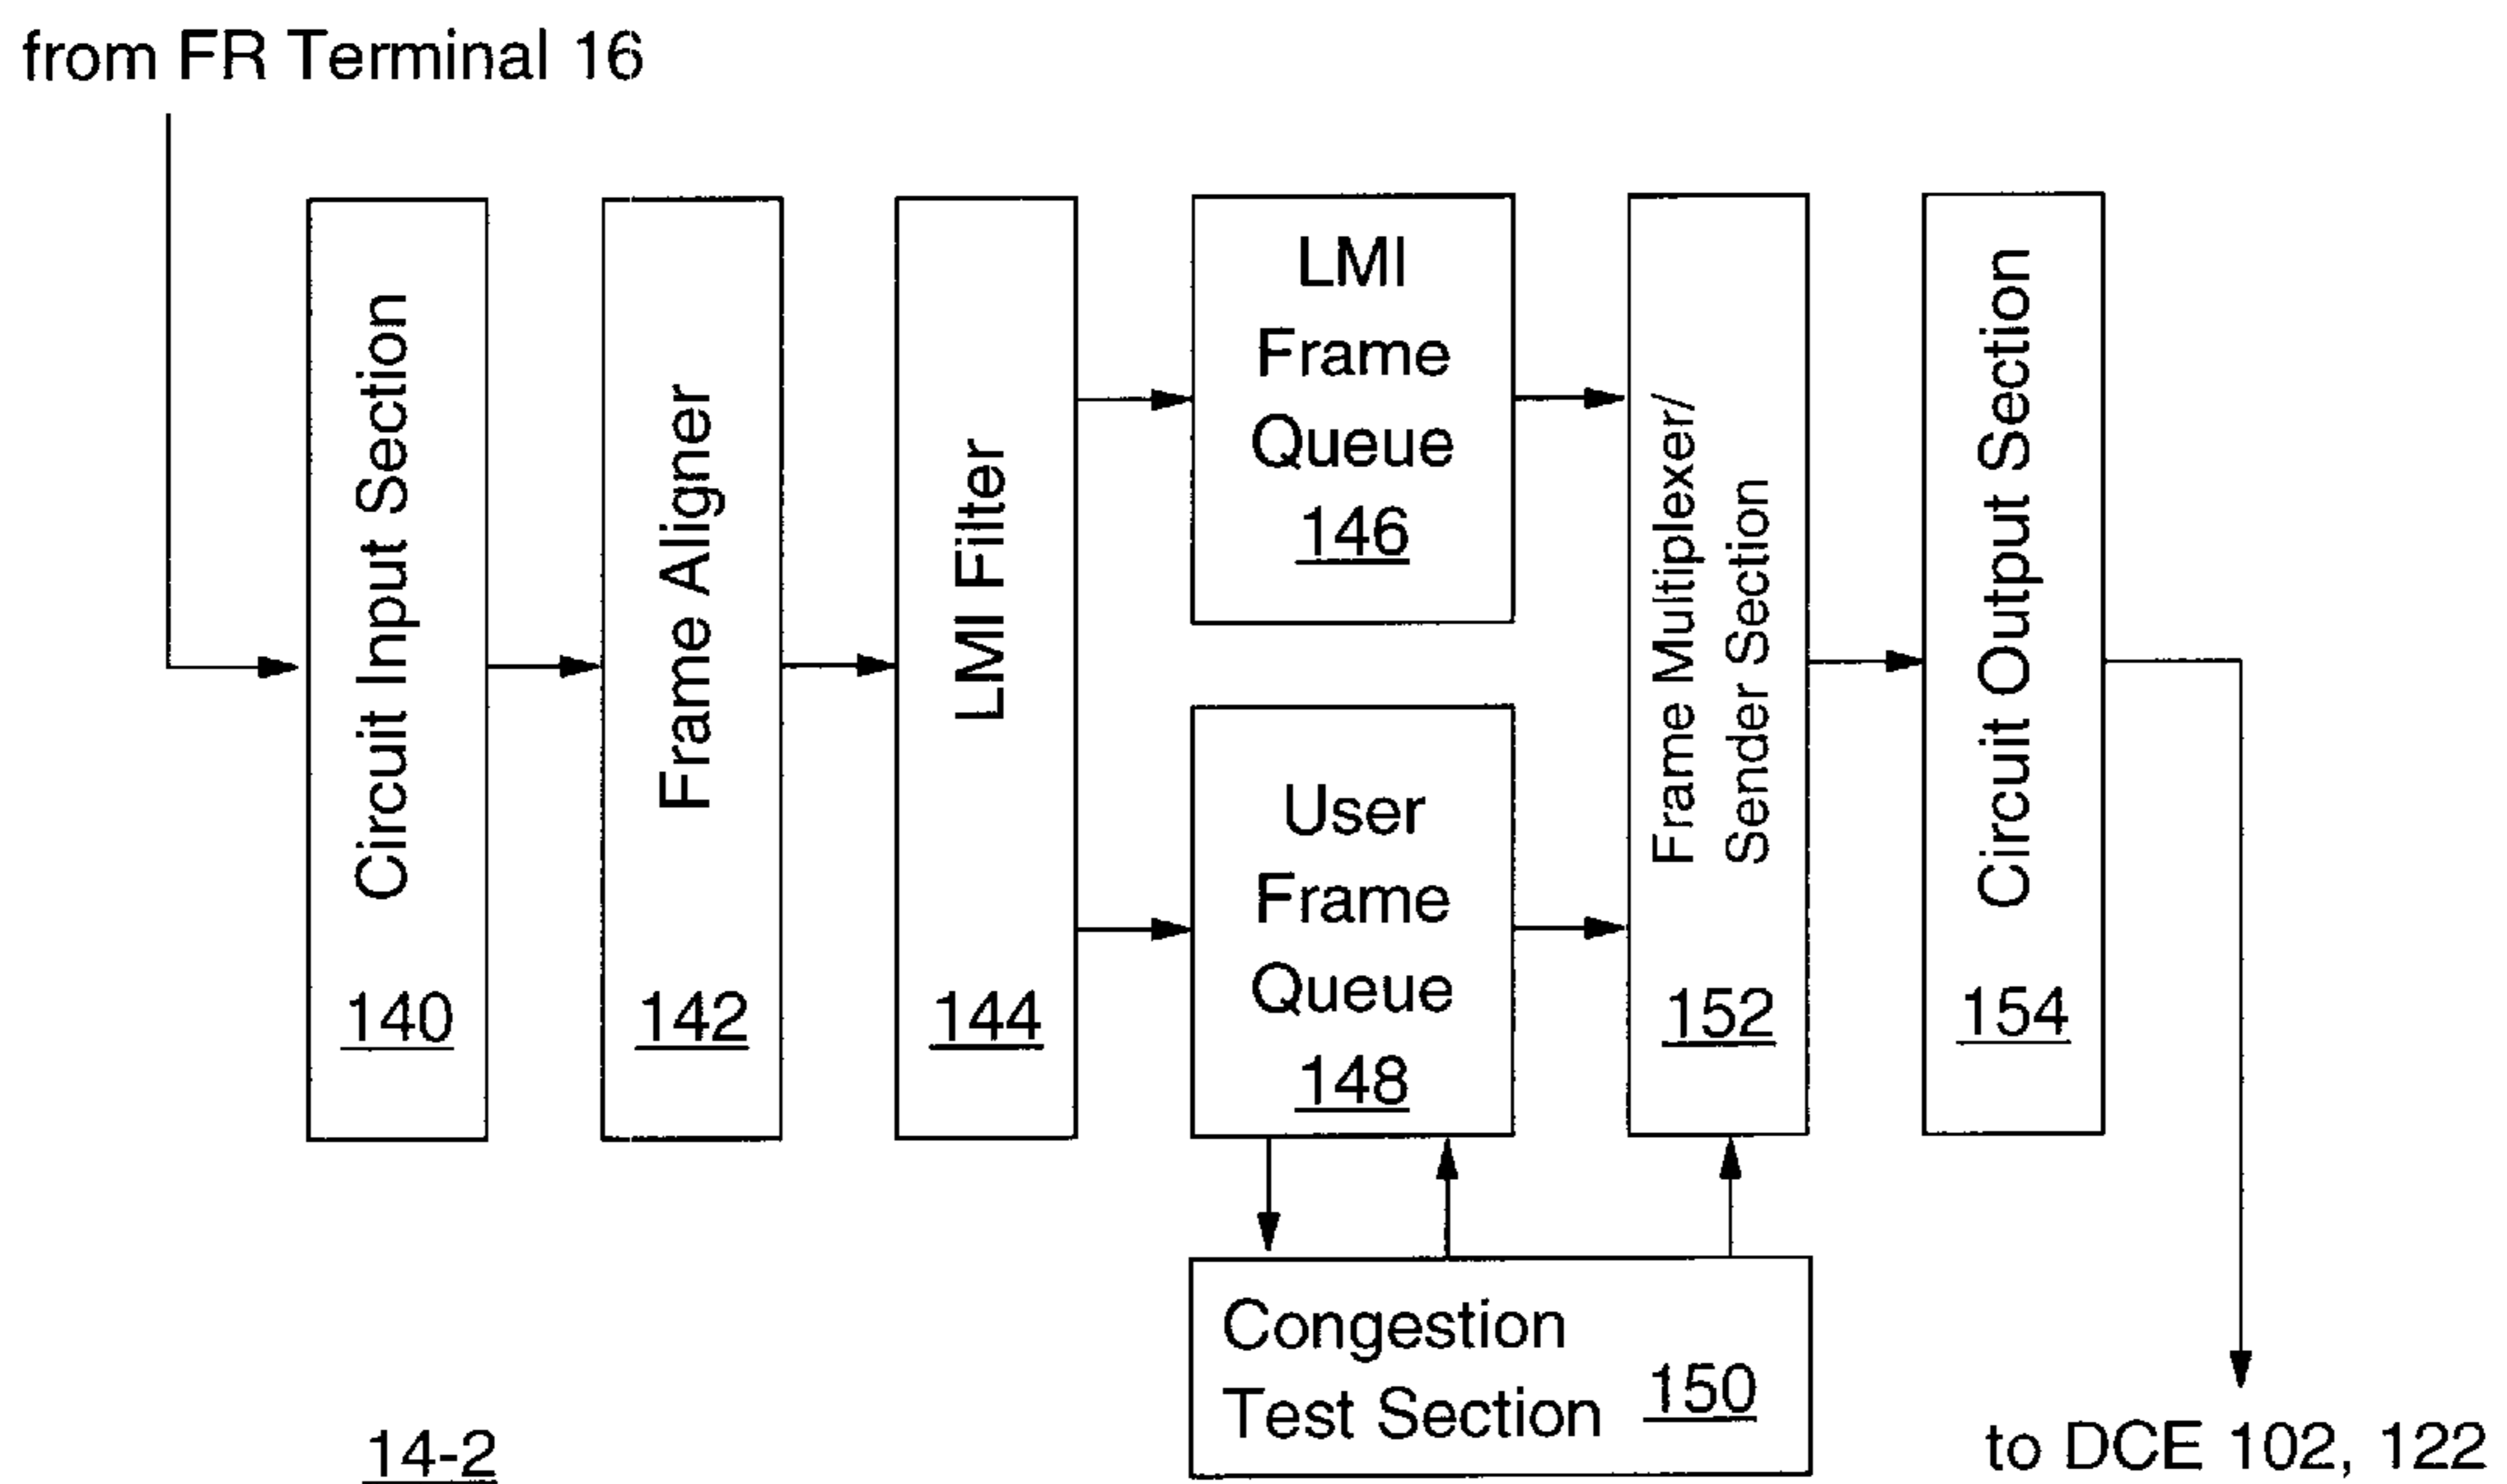 from FR Terminal 16
Circuit Input Section
140
Frame Aligner
142
LMI Filter
144
LMI
Frame
Queue
146
User
Frame
Queue
148
Frame Multiplexer/
Sender Section
152
Circuit Output Section
154
Congestion
Test Section 150
14-2
to DCE 102, 122